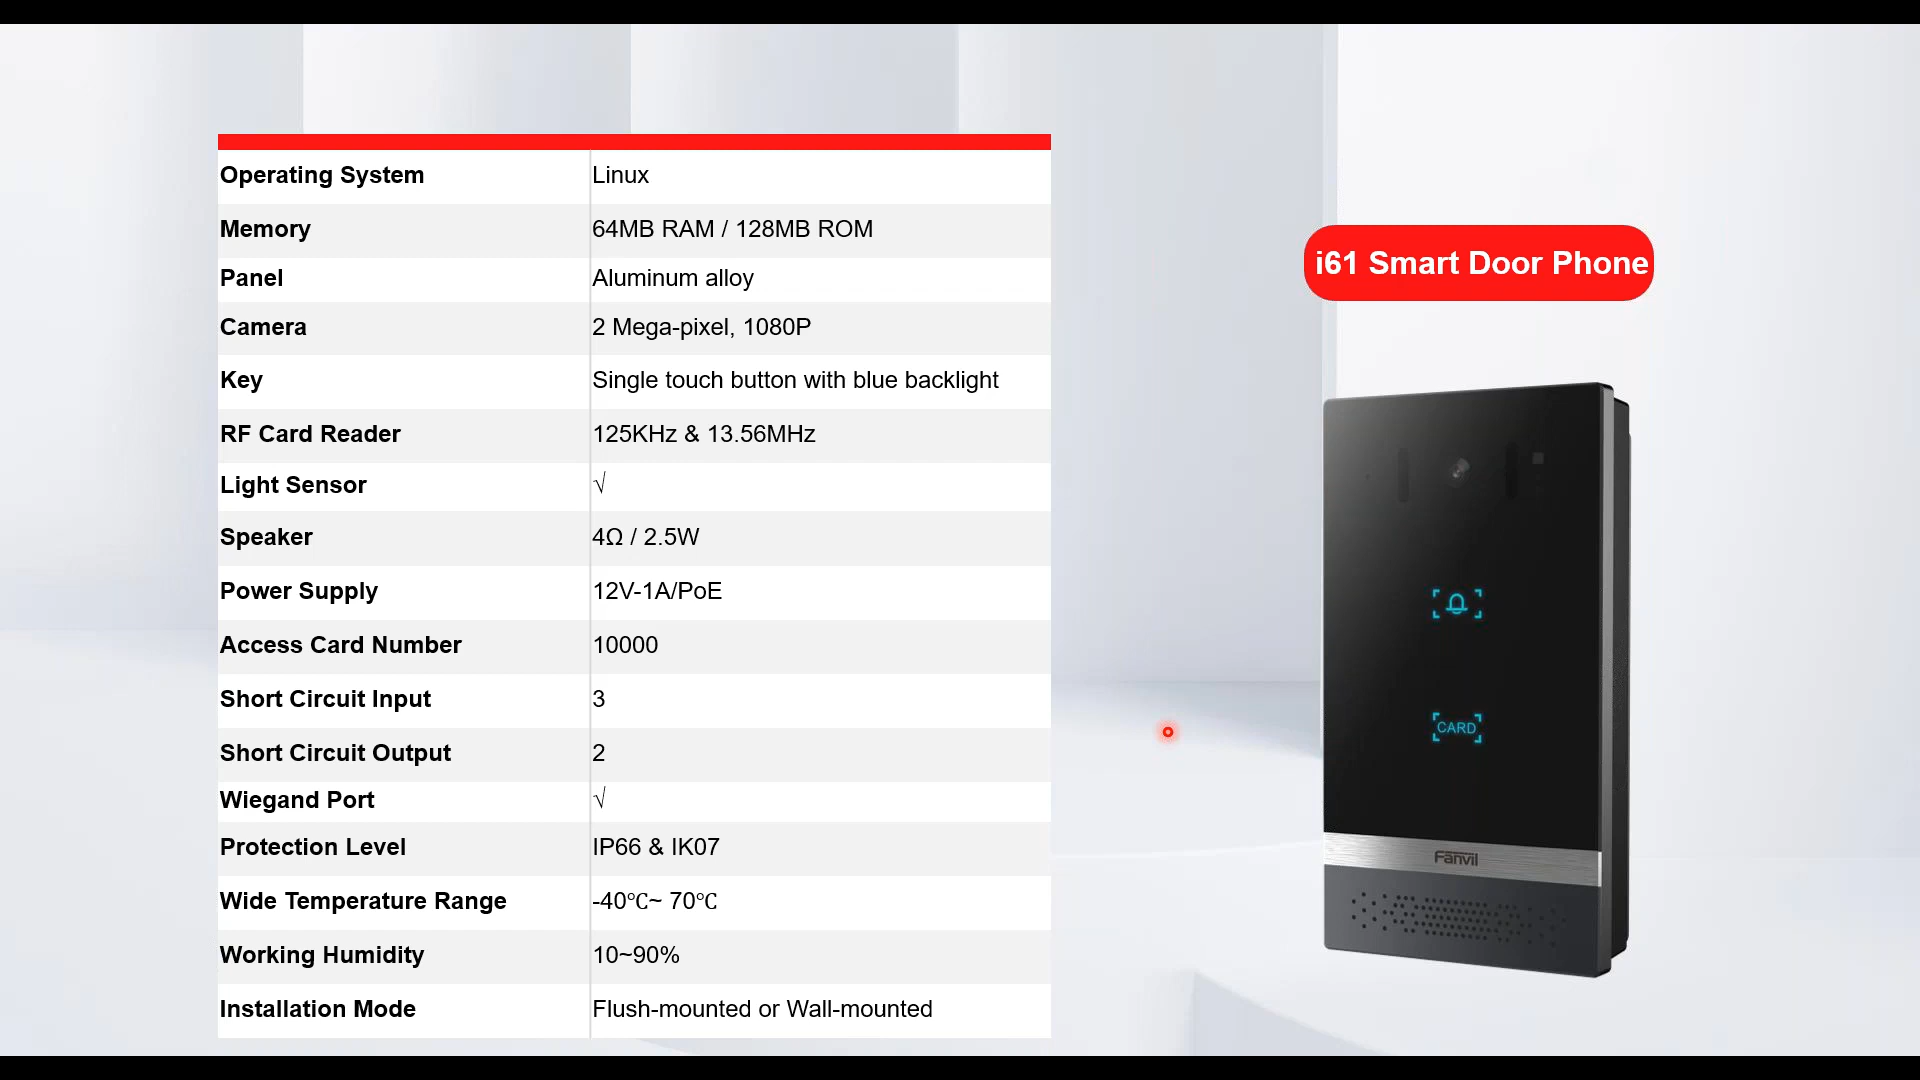 Operating System Linux
Memory 64MB RAM / 128MB ROM
Panel Aluminum alloy
Camera 2 Mega-pixel, 1080P
Key Single touch button with blue backlight
RF Card Reader 125KHz & 13.56MHz
Light Sensor √
Speaker 4Ω / 2.5W
Power Supply 12V-1A/PoE
Access Card Number 10000
Short Circuit Input 3
Short Circuit Output 2
Wiegand Port √
Protection Level IP66 & IK07
Wide Temperature Range -40℃~ 70℃
Working Humidity 10~90%
Installation Mode Flush-mounted or Wall-mounted
i61 Smart Door Phone
CARD
Fanvil